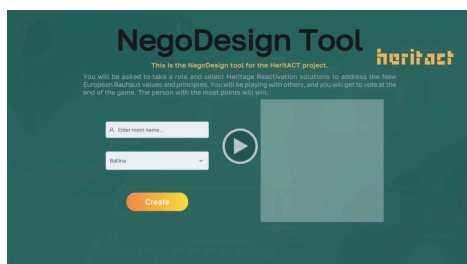 NegoDesign Tool
heritact
This is the NegoDesign tool for the HeritACT project.
You will be asked to take a role and select Heritage Reactivation solutions to address the New
European Bauhaus values and principles. You will be playing with others, and you will get to vote at the
end of the game. The person with the most points will win.
Enter room name...
Ballina
Create